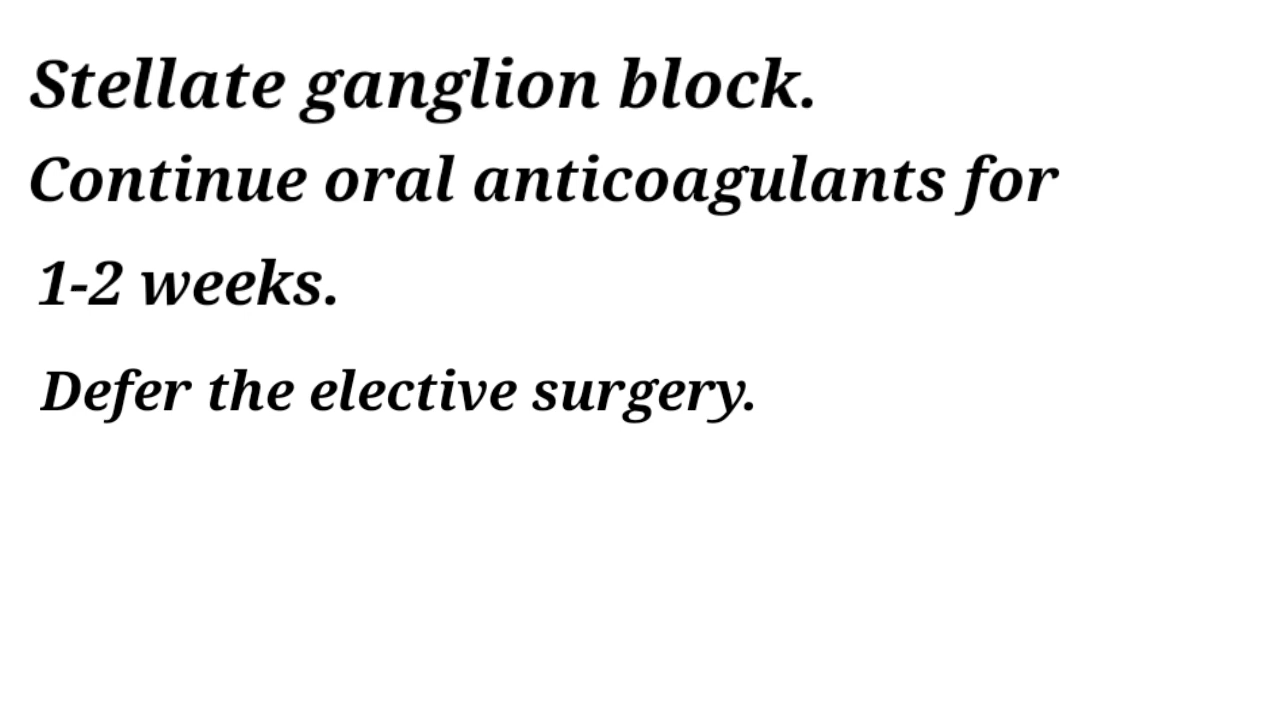 Stellate ganglion block.
Continue oral anticoagulants for
1-2 weeks.
Defer the elective surgery.